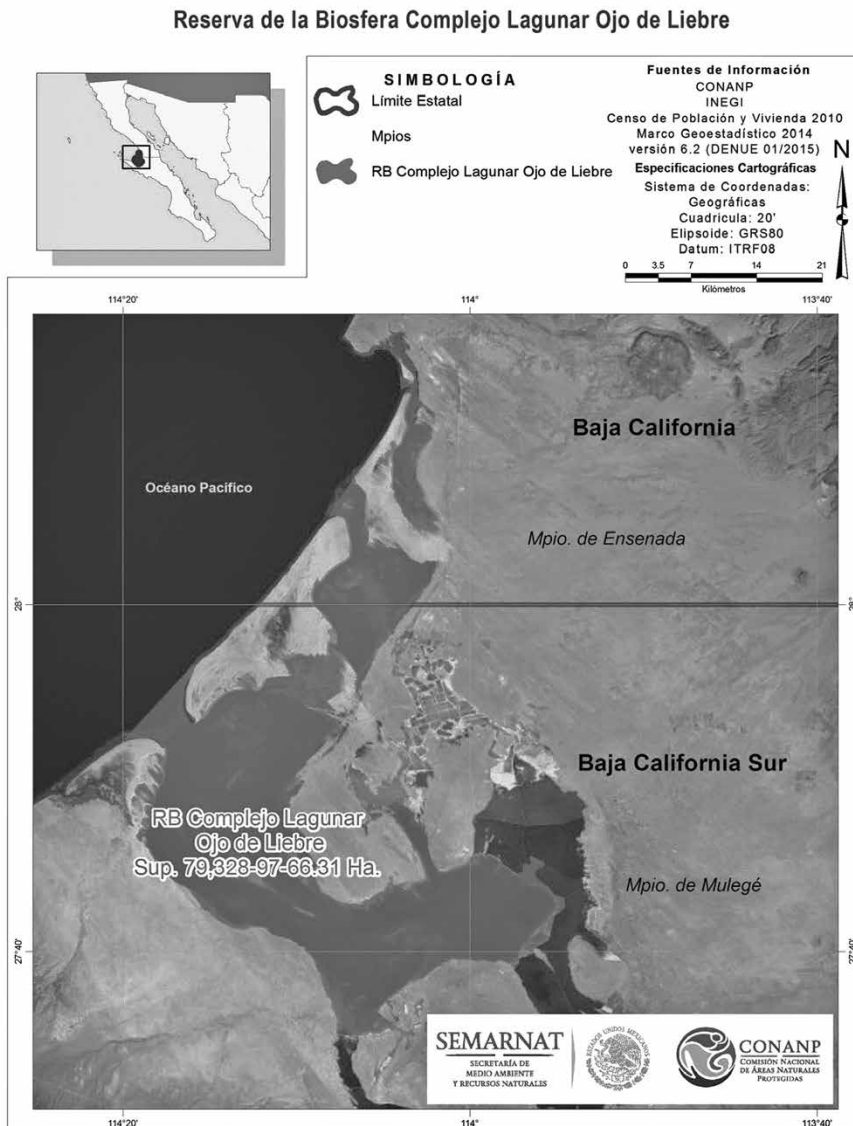 Reserva de la Biosfera Complejo Lagunar Ojo de Liebre
SIMBOLOGÍA
Límite Estatal
Mpios
RB Complejo Lagunar Ojo de Liebre
Fuentes de Información
CONANP
INEGI
Censo de Población y Vivienda 2010
Marco Geoestadístico 2014
versión 6.2 (DENUE 01/2015)
Especificaciones Cartográficas
Sistema de Coordenadas:
Geográficas
Cuadricula: 20'
Elipsoide: GRS80
Datum: ITRF08
N
0 3.5 7 14 21
Kilómetros
114°20' 114° 113°40'
Baja California
Océano Pacífico
Mpio. de Ensenada
28° 28°
Baja California Sur
RB Complejo Lagunar
Ojo de Liebre
Sup. 79,328-97-66.31 Ha.
Mpio. de Mulegé
27°40' 27°40'
SEMARNAT
SECRETARÍA DE
MEDIO AMBIENTE
Y RECURSOS NATURALES
ESTADOS UNIDOS MEXICANOS
CONANP
COMISIÓN NACIONAL
DE ÁREAS NATURALES
PROTEGIDAS
114°20' 114° 113°40'